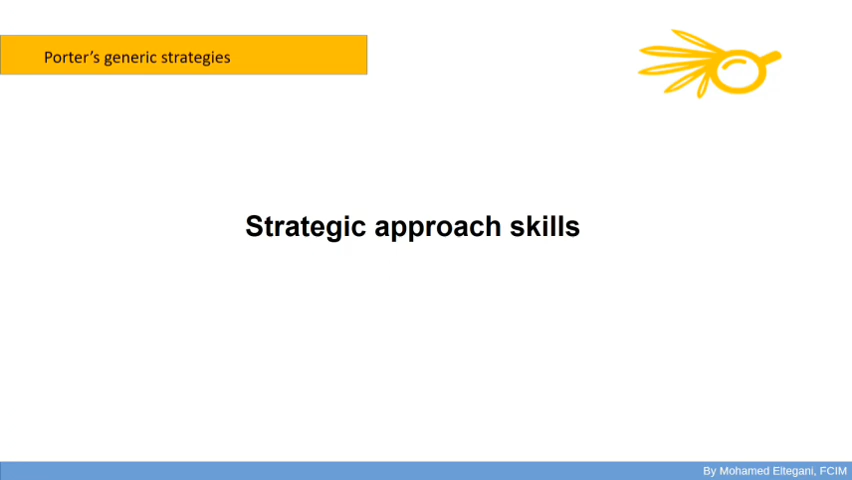 Porter’s generic strategies
Strategic approach skills
By Mohamed Eltegani, FCIM